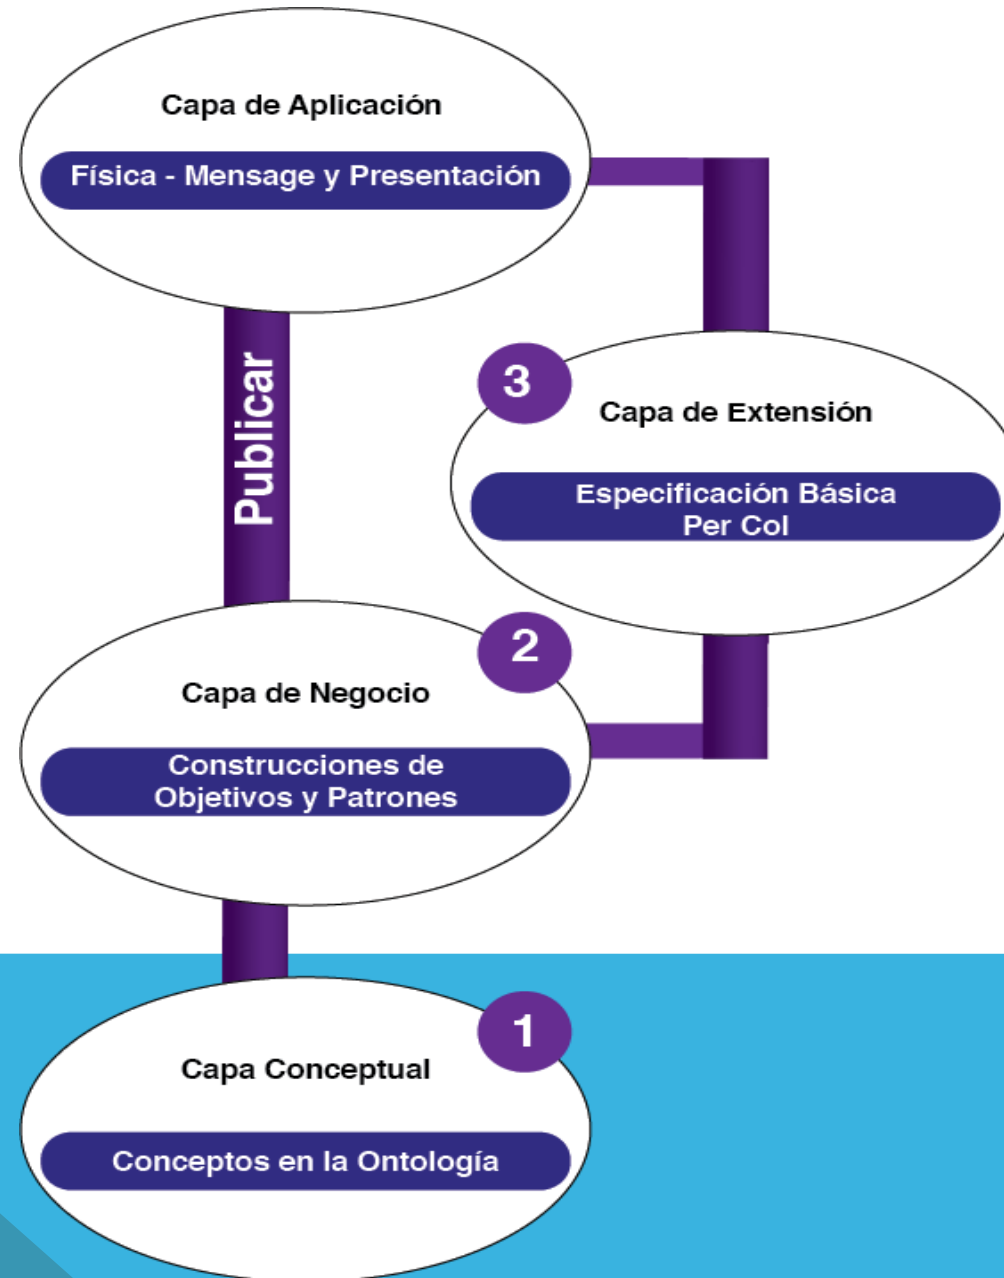 Capa de Aplicación
Física - Mensage y Presentación
Publicar
3
Capa de Extensión
Especificación Básica
Per Col
2
Capa de Negocio
Construcciones de
Objetivos y Patrones
1
Capa Conceptual
Conceptos en la Ontología